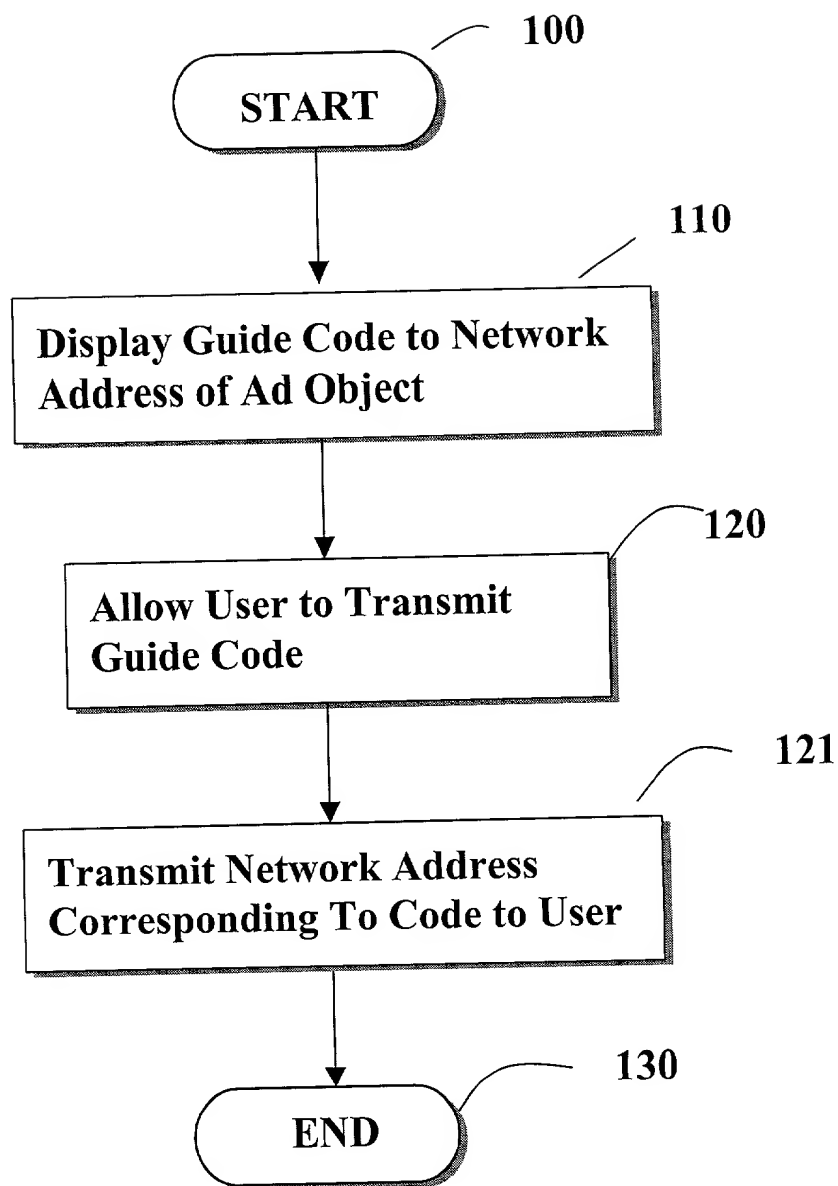 100
START
110
Display Guide Code to Network
Address of Ad Object
120
Allow User to Transmit
Guide Code
121
Transmit Network Address
Corresponding To Code to User
130
END